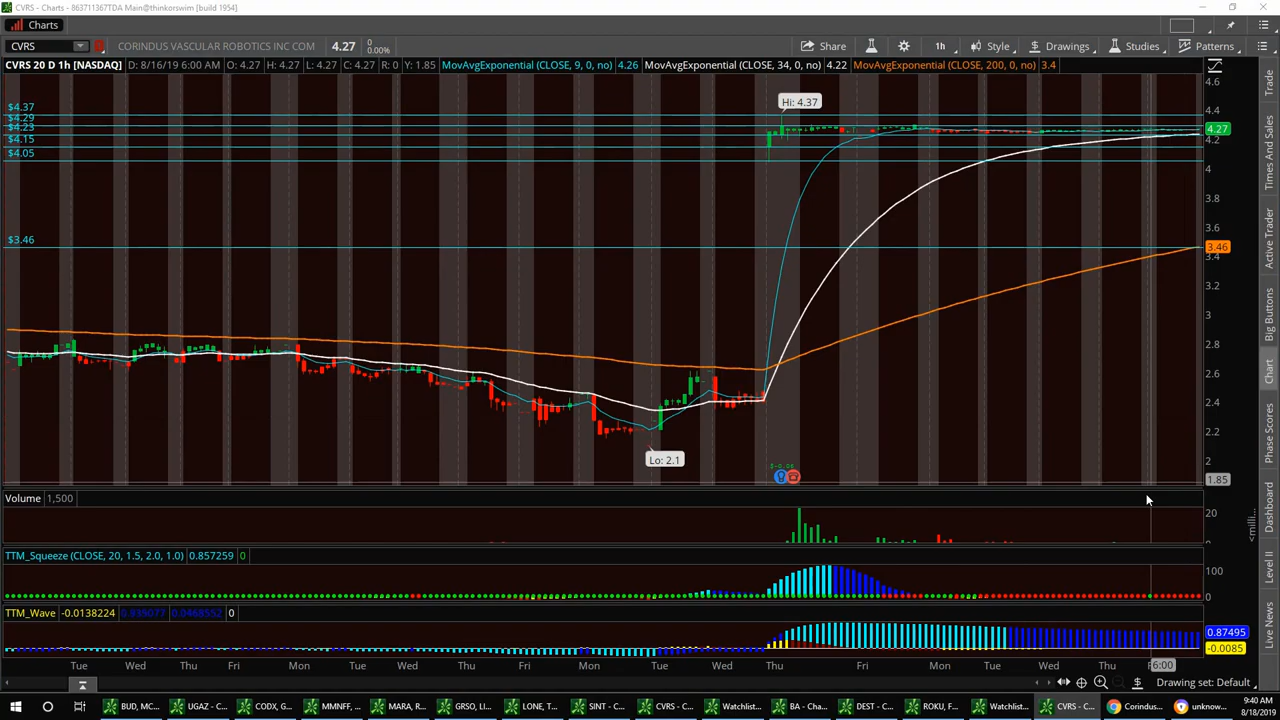 CVRS - Charts - 863711367TDA Main@thinkorswim [build 1954]
Charts
CVRS CORINDUS VASCULAR ROBOTICS INC COM 4.27 0.00% Share 1h Style Drawings Studies Patterns
CVRS 20 D 1h [NASDAQ] D: 8/16/19 6:00 AM O: 4.27 H: 4.27 L: 4.27 C: 4.27 R: 0 Y: 1.85 MovAvgExponential (CLOSE, 9, 0, no) 4.26 MovAvgExponential (CLOSE, 34, 0, no) 4.22 MovAvgExponential (CLOSE, 200, 0, no) 3.4
$4.37
$4.29
$4.23
$4.15
$4.05
$3.46
Hi: 4.37
Lo: 2.1
4.6
4.4
4.27
4.2
4
3.8
3.6
3.46
3.4
3.2
3
2.8
2.6
2.4
2.2
2
1.85
Trade
Times And Sales
Active Trader
Big Buttons
Chart
Phase Scores
Dashboard
Level II
Live News
Volume 1,500
20
0
<milli...
TTM_Squeeze (CLOSE, 20, 1.5, 2.0, 1.0) 0.857259 0
100
0
TTM_Wave -0.0138224 0
0.87495
-0.0085
Tue Wed Thu Fri Mon Tue Wed Thu Fri Mon Tue Wed Thu Fri Mon Tue Wed Thu 6:00
Drawing set: Default
BUD, MC... UGAZ - C... CODX, G... MMNFF, ... MARA, R... GRSO, LI... LONE, T... SINT - C... CVRS - C... Watchlist... BA - Cha... DEST - C... ROKU, F... Watchlist... CVRS - C... Corindus... unknow...
9:40 AM
8/18/2019